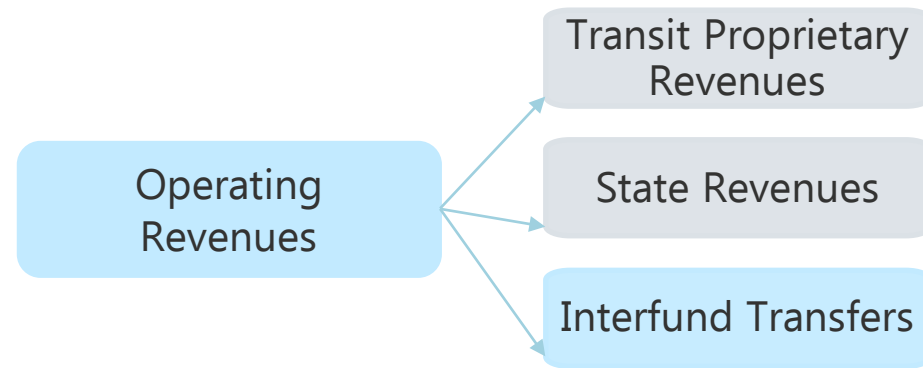 Transit Proprietary
Revenues
Operating
Revenues
State Revenues
Interfund Transfers